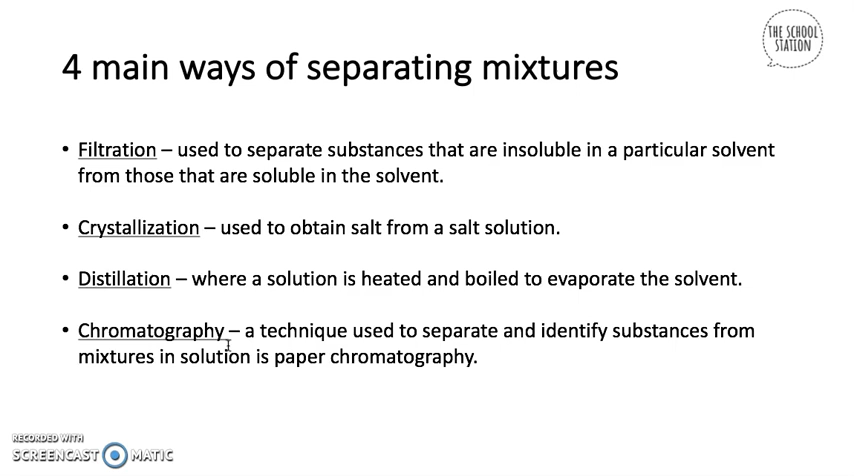 THE SCHOOL
STATION
4 main ways of separating mixtures
• Filtration – used to separate substances that are insoluble in a particular solvent
from those that are soluble in the solvent.
• Crystallization – used to obtain salt from a salt solution.
• Distillation – where a solution is heated and boiled to evaporate the solvent.
• Chromatography – a technique used to separate and identify substances from
mixtures in solution is paper chromatography.
RECORDED WITH
SCREENCAST MATIC